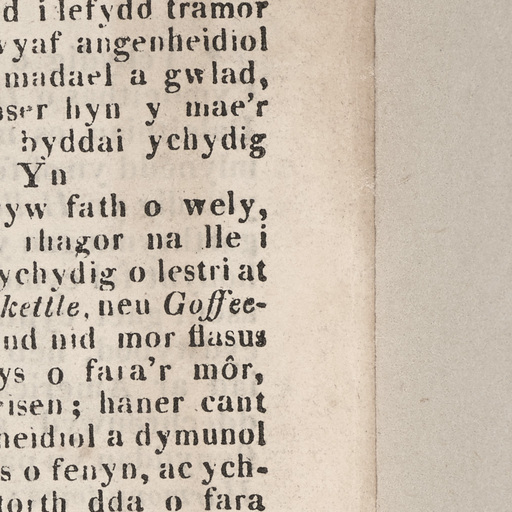 d i lefydd tramor
wyaf angenheidiol
madael a gwlad,
hyn y mae'r
byddai ychydig
Yn
yw fath o wely,
rhagor na lle i
ychydig o lestri at
kettle, neu Goffee-
nd nid mor flasus
ys o fara'r môr,
risen; haner cant
heidiol a dymunol
s o fenyn, ac ych-
torth dda o fara